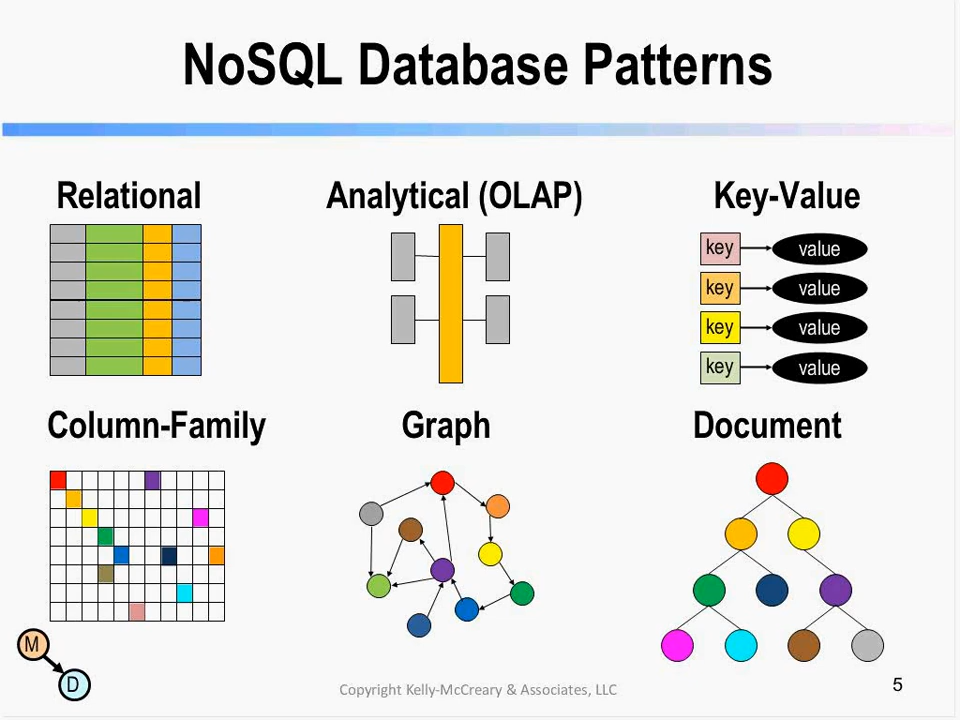 NoSQL Database Patterns
Relational
Analytical (OLAP)
Key-Value
key
value
key
value
key
value
key
value
Column-Family
Graph
Document
M
D
Copyright Kelly-McCreary & Associates, LLC
5